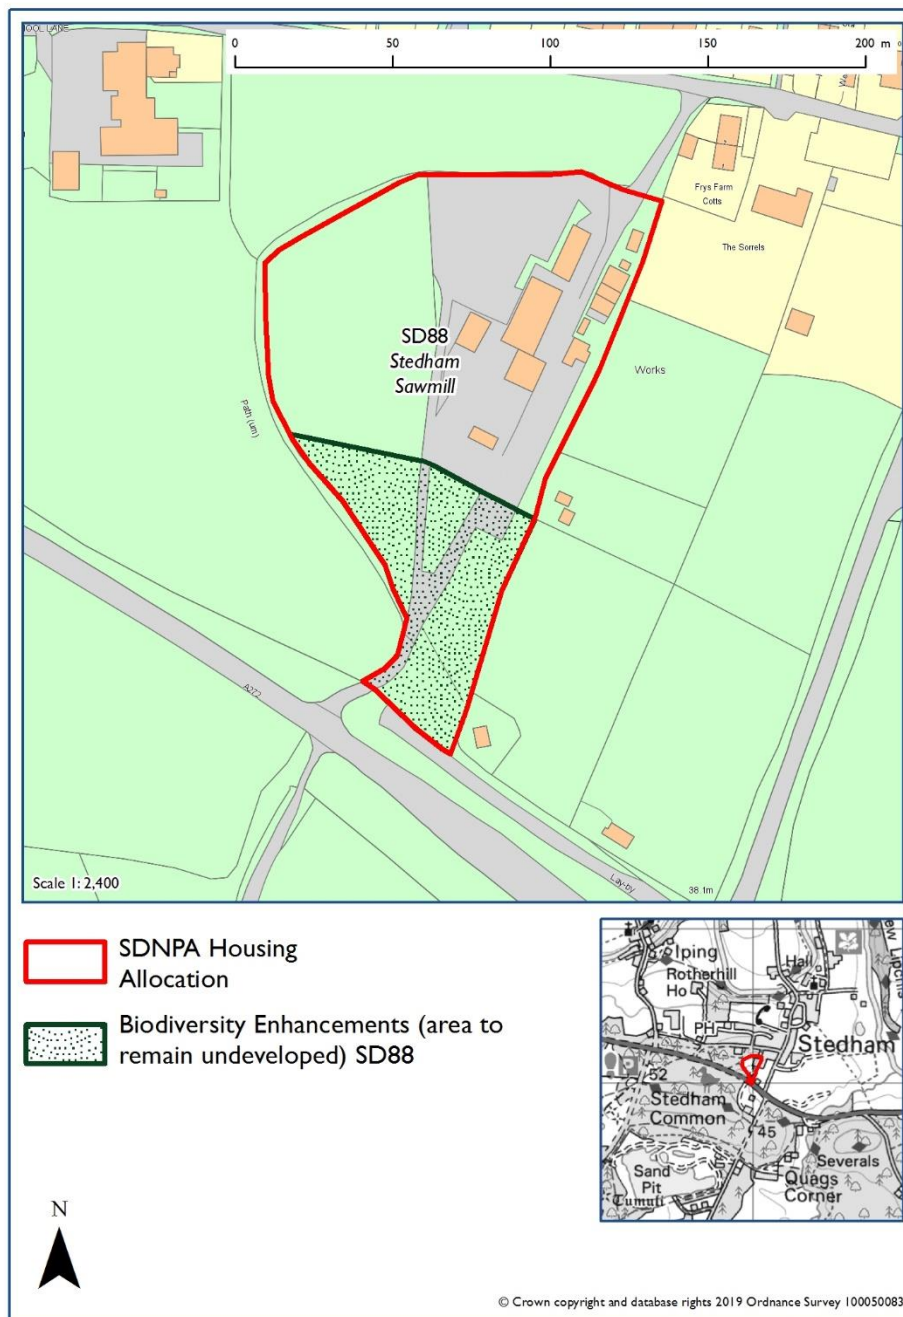 OOL LANE
0 50 100 150 200 m
Frys Farm
Cotts
The Sorrels
SD88
Stedham
Sawmill
Works
Path (um)
A272
Lay-by
38.1m
Scale 1: 2,400
SDNPA Housing
Allocation
Biodiversity Enhancements (area to
remain undeveloped) SD88
Iping
Rotherhill
Ho
Hall
PH
Stedham
52
Stedham
Common
45
Severals
Sand
Pit
Quags
Corner
Tumuli
N
© Crown copyright and database rights 2019 Ordnance Survey 100050083